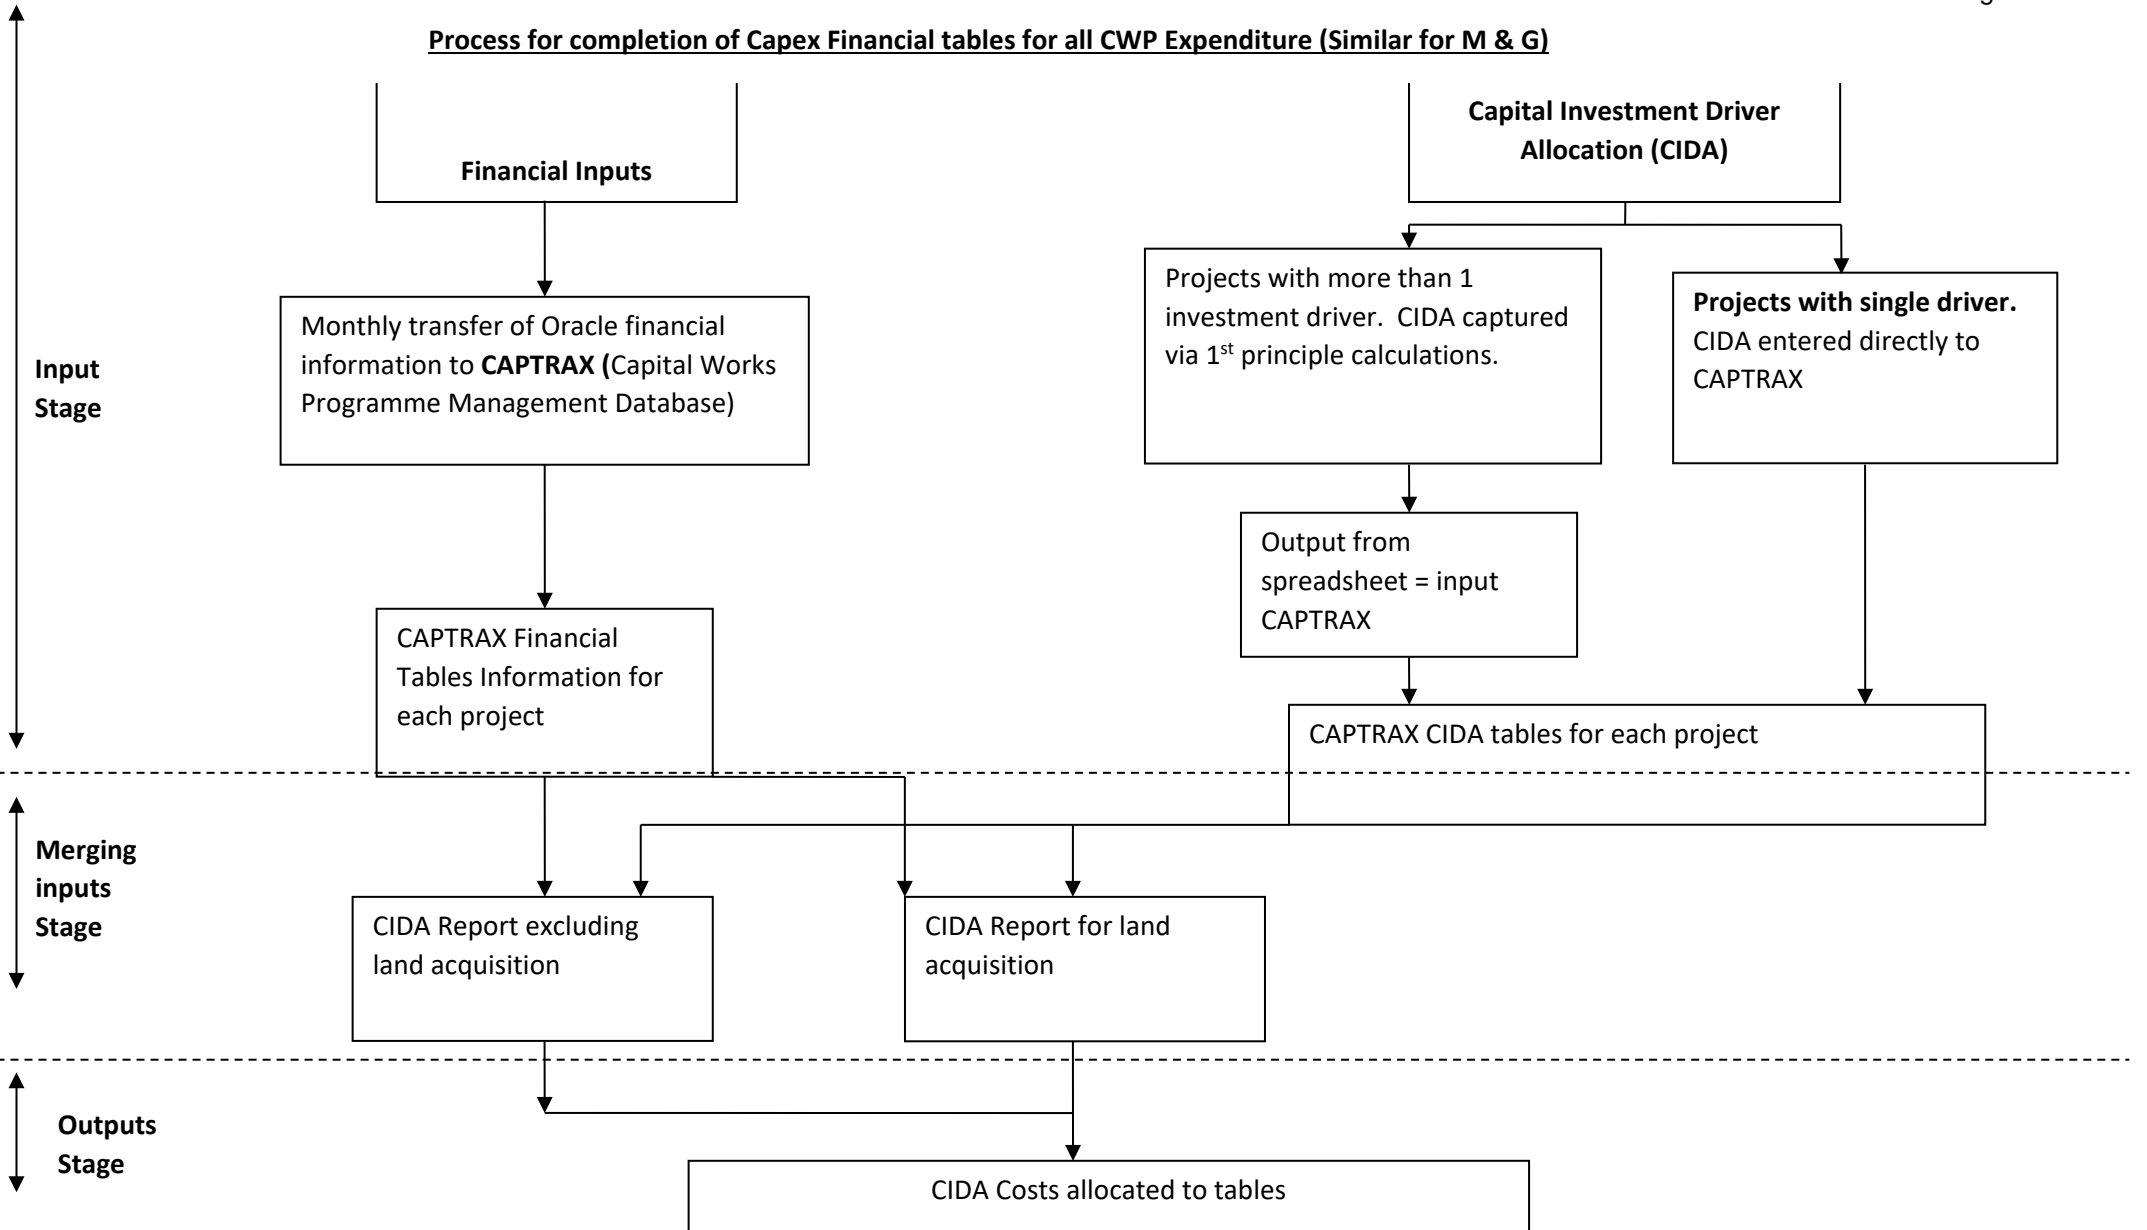 Process for completion of Capex Financial tables for all CWP Expenditure (Similar for M & G)
Financial Inputs
Capital Investment Driver
Allocation (CIDA)
Input
Stage
Monthly transfer of Oracle financial
information to CAPTRAX (Capital Works
Programme Management Database)
Projects with more than 1
investment driver.  CIDA captured
via 1st principle calculations.
Projects with single driver.
CIDA entered directly to
CAPTRAX
Output from
spreadsheet = input
CAPTRAX
CAPTRAX Financial
Tables Information for
each project
CAPTRAX CIDA tables for each project
Merging
inputs
Stage
CIDA Report excluding
land acquisition
CIDA Report for land
acquisition
Outputs
Stage
CIDA Costs allocated to tables